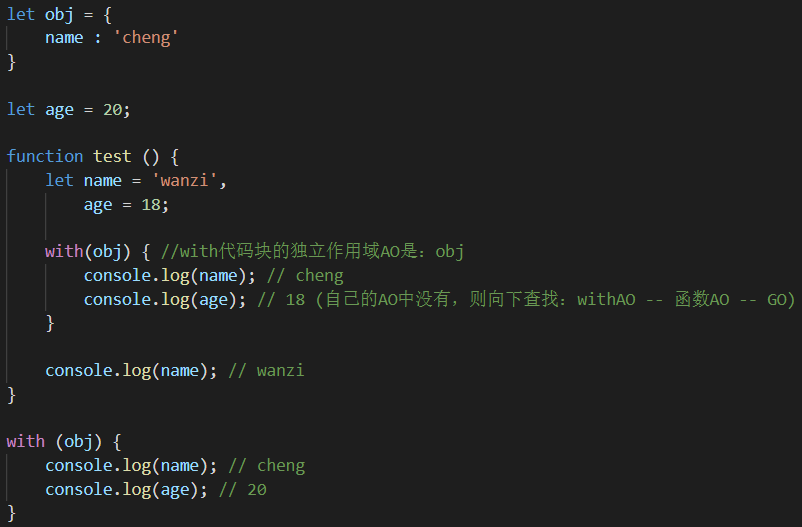 let obj = {
    name : 'cheng'
}

let age = 20;

function test () {
    let name = 'wanzi',
        age = 18;

    with(obj) { //with代码块的独立作用域AO是：obj
        console.log(name); // cheng
        console.log(age); // 18 (自己的AO中没有，则向下查找：withAO -- 函数AO -- GO)
    }

    console.log(name); // wanzi
}

with (obj) {
    console.log(name); // cheng
    console.log(age); // 20
}